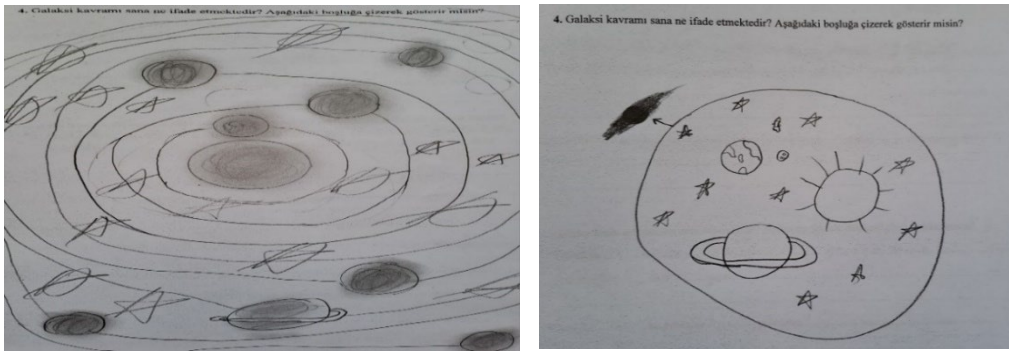 4. Galaksi kavramı sana ne ifade etmektedir? Aşağıdaki boşluğa çizerek gösterir misin?
4. Galaksi kavramı sana ne ifade etmektedir? Aşağıdaki boşluğa çizerek gösterir misin?